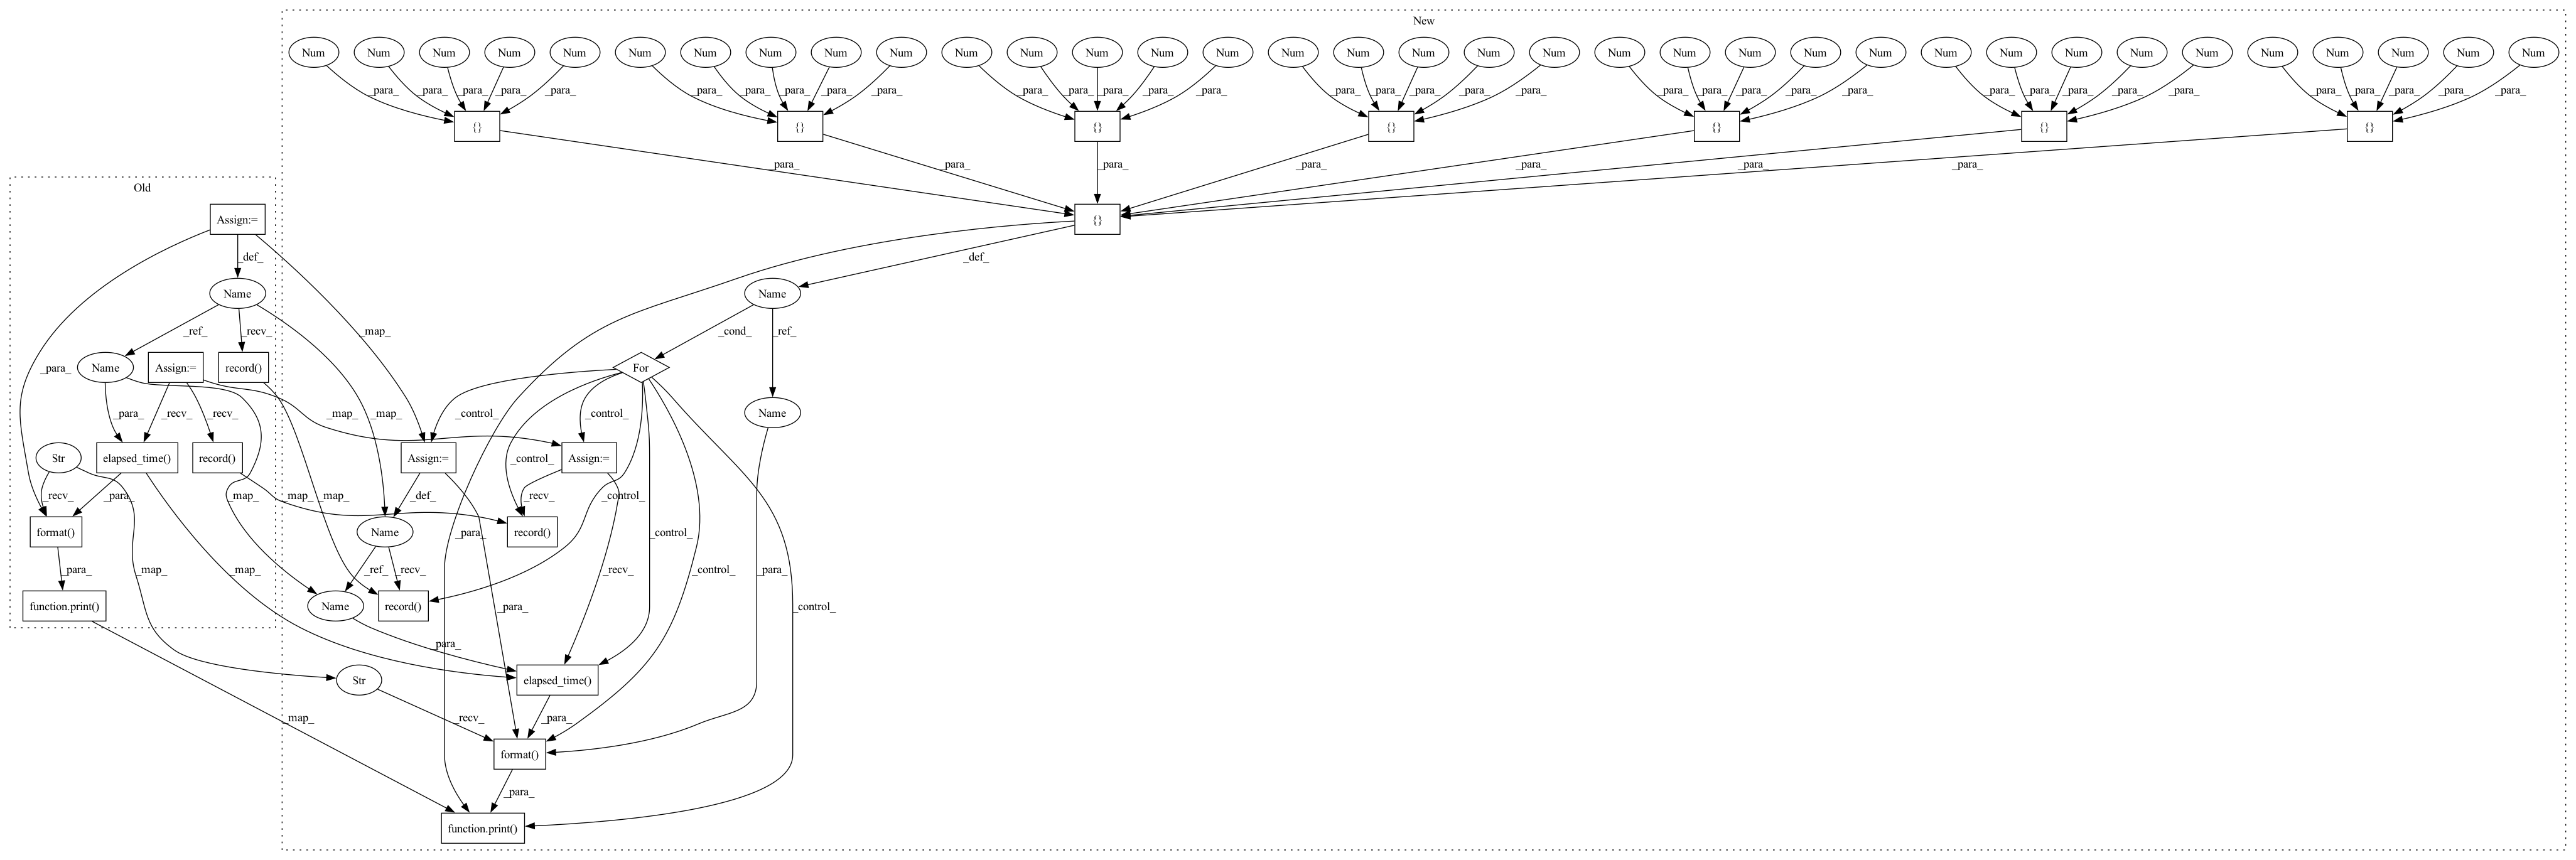 New
Num Num Num Num Num Num Num Num Num Num Num Num Num Num Num Num Num Num Num Num Num Num Num Num Num Num Num Num Num Num Num Num Num Num Num
_para_ _para_ _para_ _para_ _para_ _para_ _para_ _para_ _para_ _para_ _para_ _para_ _para_ _para_ _para_ _para_ _para_ _para_ _para_ _para_ _para_ _para_ _para_ _para_ _para_ _para_ _para_ _para_
{} {} {} {} {} {} {}
_para_ _para_ _para_ _para_ _para_ _para_ _para_
Old
Assign:= {}
_def_ _def_
Name Name
_ref_ _recv_ _map_ _cond_ _ref_
Name Assign:= record() For
_para_
_para_ _recv_ _recv_ _map_ _map_ _control_ _control_ Name
Str elapsed_time() record() Assign:= Assign:=
_recv_ _para_ _map_ _map_ _map_ _def_ _recv_ _control_ _control_
format() Name record() _para_ _control_
_para_ _map_ _map_ _ref_ _recv_ _recv_ _control_ _para_
function.print() Name record() _para_ _control_
_para_
Str elapsed_time()
_map_ _recv_ _para_
format()
_para_
function.print()